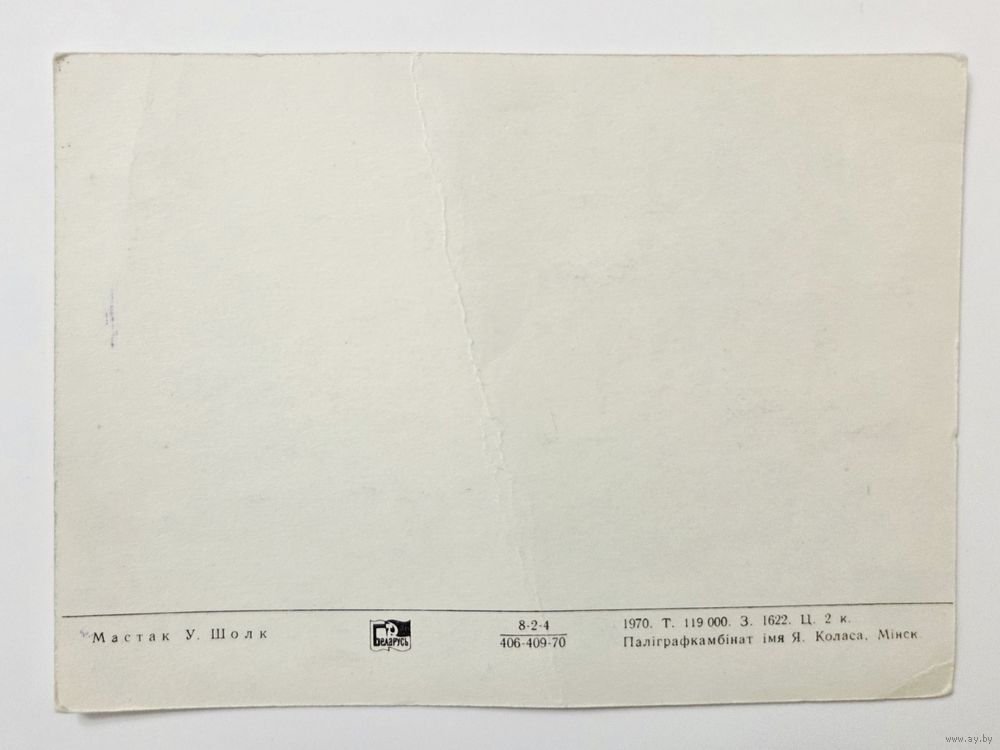 Мастак У. Шолк
БЕЛАРУСЬ
8-2-4
406-409-70
1970. Т. 119 000. З. 1622. Ц. 2 к.
Паліграфкамбінат імя Я. Коласа, Мінск.
www.ay.by